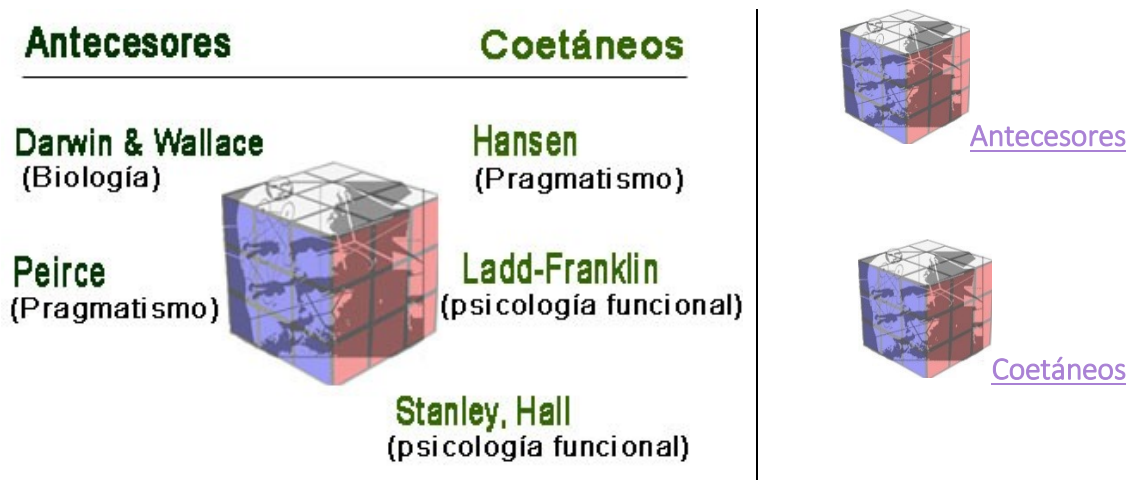 Antecesores
Coetáneos
Darwin & Wallace
(Biología)
Hansen
(Pragmatismo)
Peirce
(Pragmatismo)
Ladd-Franklin
(psicología funcional)
Stanley, Hall
(psicología funcional)
Antecesores
Coetáneos